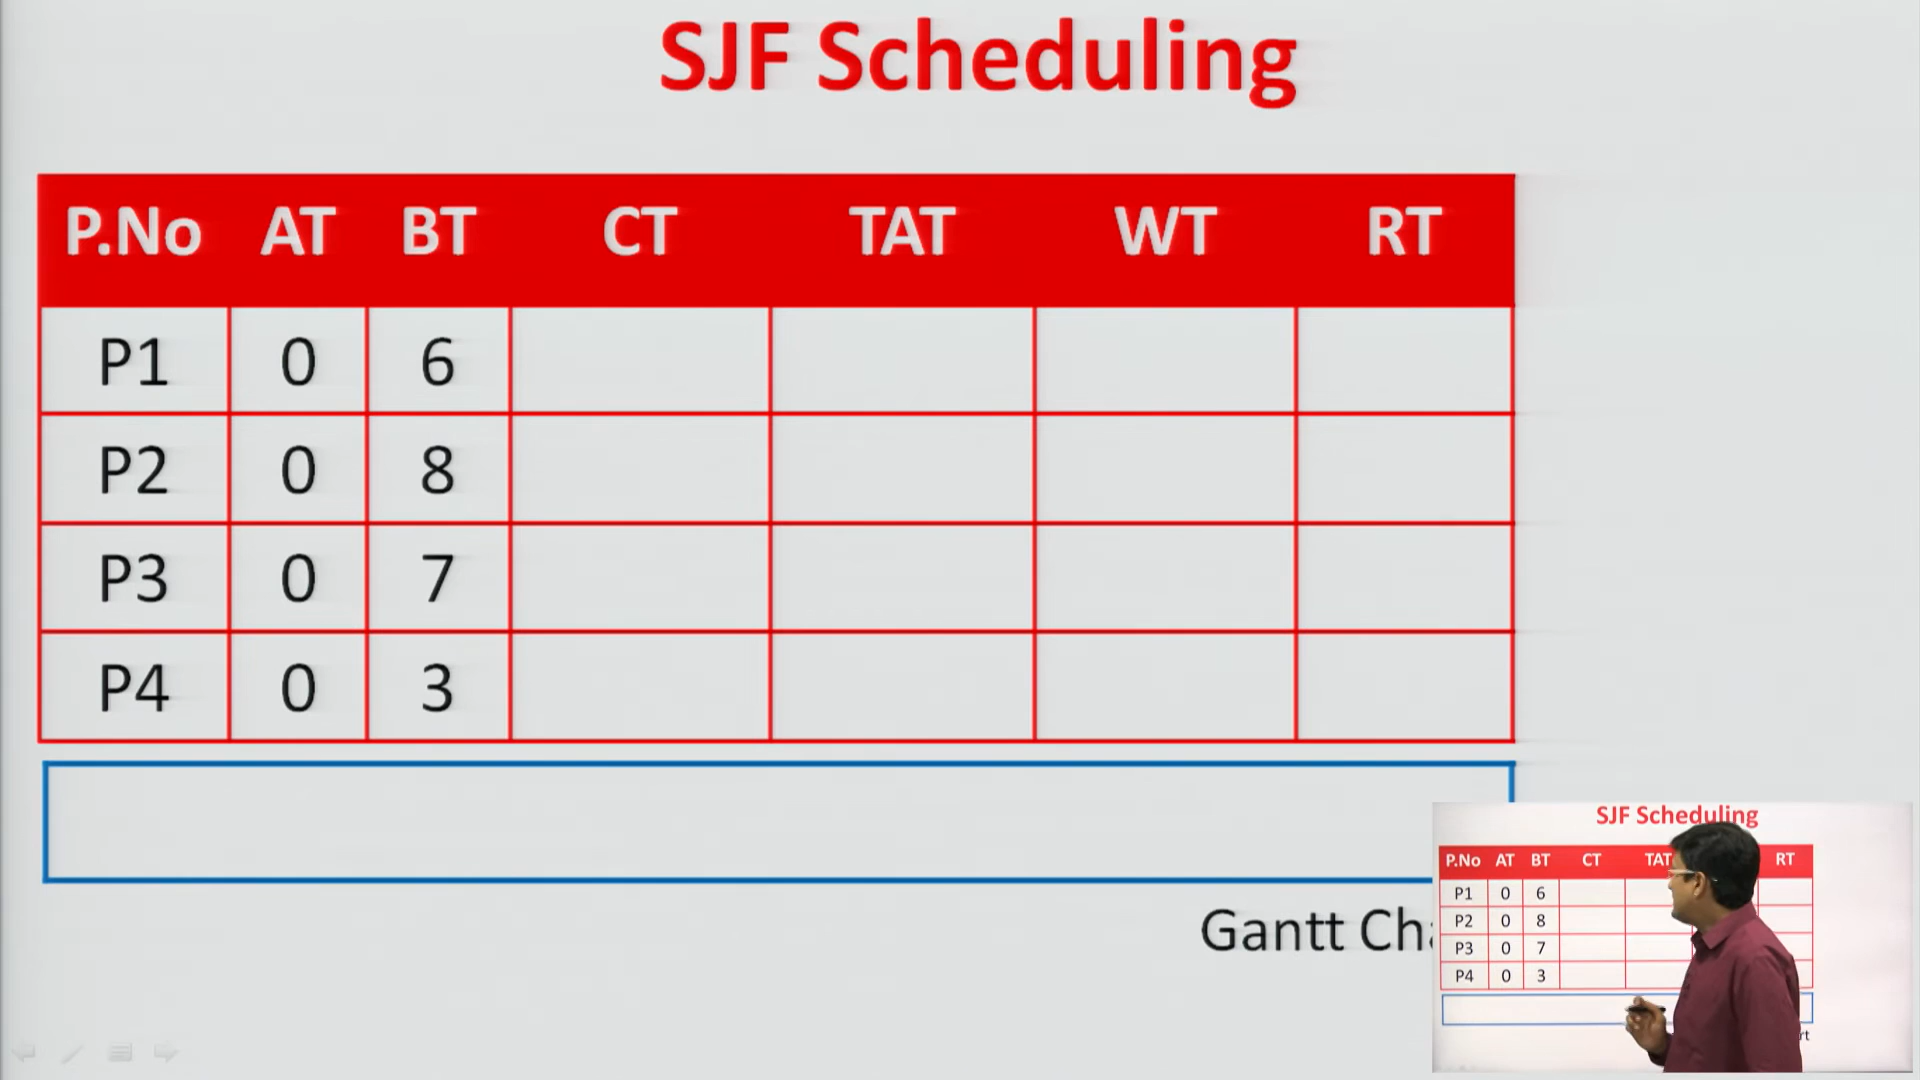 SJF Scheduling
P.No AT BT CT TAT WT RT
P1 0 6
P2 0 8
P3 0 7
P4 0 3
Gantt
SJF Scheduling
P.No AT BT CT TAT RT
P1 0 6
P2 0 8
P3 0 7
P4 0 3